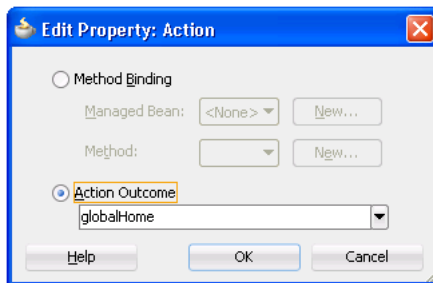 Edit Property: Action
Method Binding
Managed Bean: <None> New...
Method: New...
Action Outcome
globalHome
Help OK Cancel